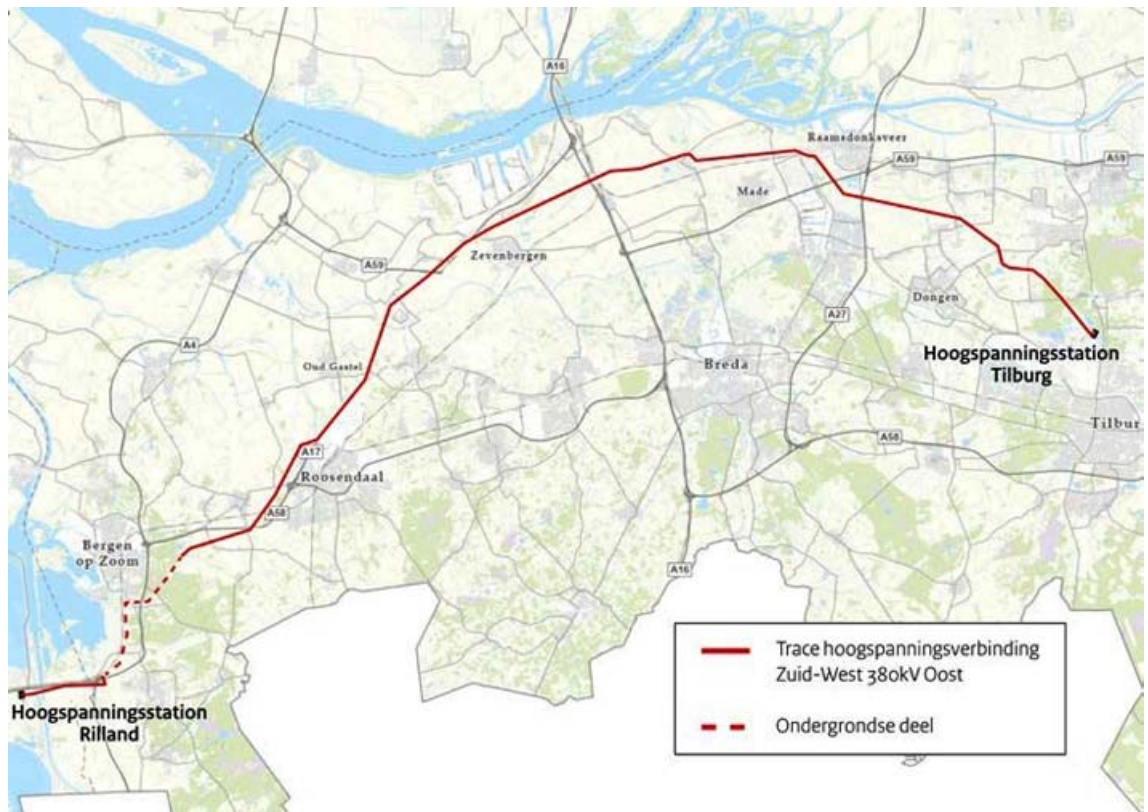 A16
Raamsdonksveer
A59
A59
Made
Zevenbergen
A59
Dongen
A27
A4
Hoogspanningsstation
Tilburg
Oud Gastel
Breda
Tilbur
A58
A17
Roosendaal
A58
Bergen
op Zoom
A16
Trace hoogspanningsverbinding
Zuid-West 380kV Oost
Ondergrondse deel
Hoogspanningsstation
Rilland